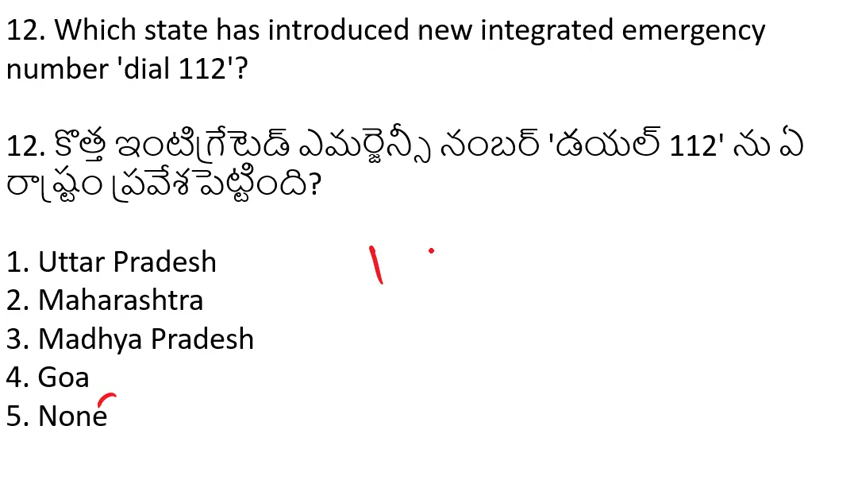 12. Which state has introduced new integrated emergency
number 'dial 112'?
12. కొత్త ఇంటిగ్రేటెడ్ ఎమర్జెన్సీ నంబర్ 'డయల్ 112' ను ఏ
రాష్ట్రం ప్రవేశపెట్టింది?
1. Uttar Pradesh
2. Maharashtra
3. Madhya Pradesh
4. Goa
5. None